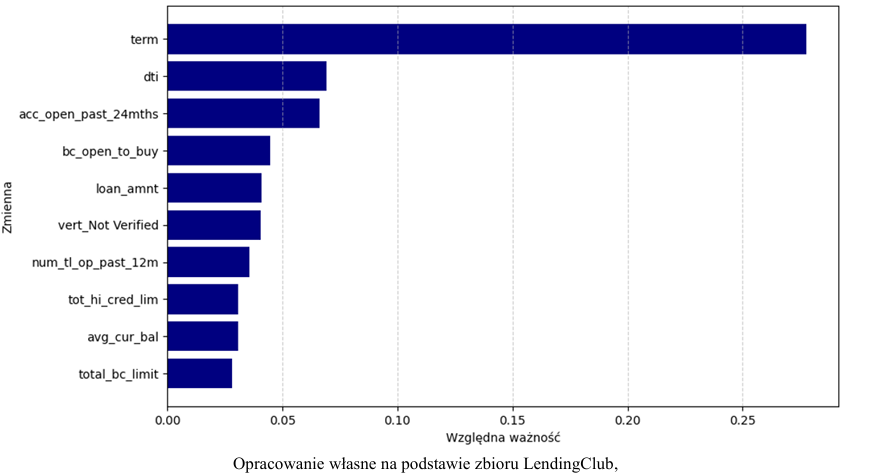 term
dti
acc_open_past_24mths
bc_open_to_buy
loan_amnt
vert_Not Verified
num_tl_op_past_12m
tot_hi_cred_lim
avg_cur_bal
total_bc_limit
Zmienna
0.00 0.05 0.10 0.15 0.20 0.25
Względna ważność
Opracowanie własne na podstawie zbioru LendingClub,